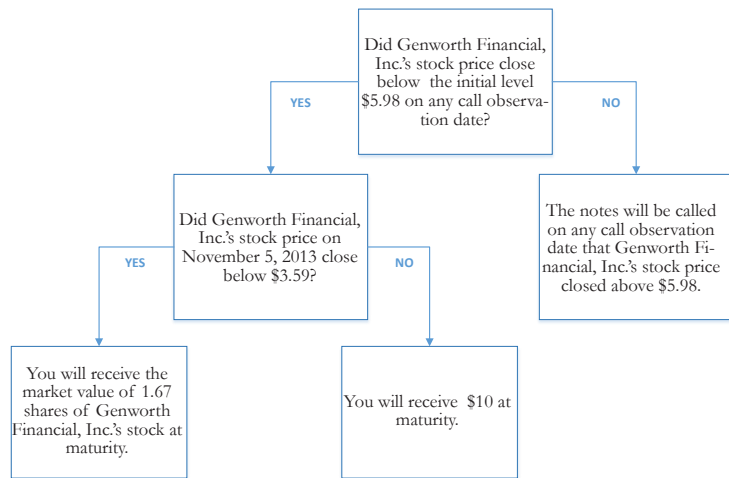 Did Genworth Financial,
Inc.'s stock price close
below the initial level
$5.98 on any call observa-
tion date?
YES
NO
Did Genworth Financial,
Inc.'s stock price on
November 5, 2013 close
below $3.59?
The notes will be called
on any call observation
date that Genworth Fi-
nancial, Inc.'s stock price
closed above $5.98.
YES
NO
You will receive the
market value of 1.67
shares of Genworth
Financial, Inc.'s stock at
maturity.
You will receive $10 at
maturity.